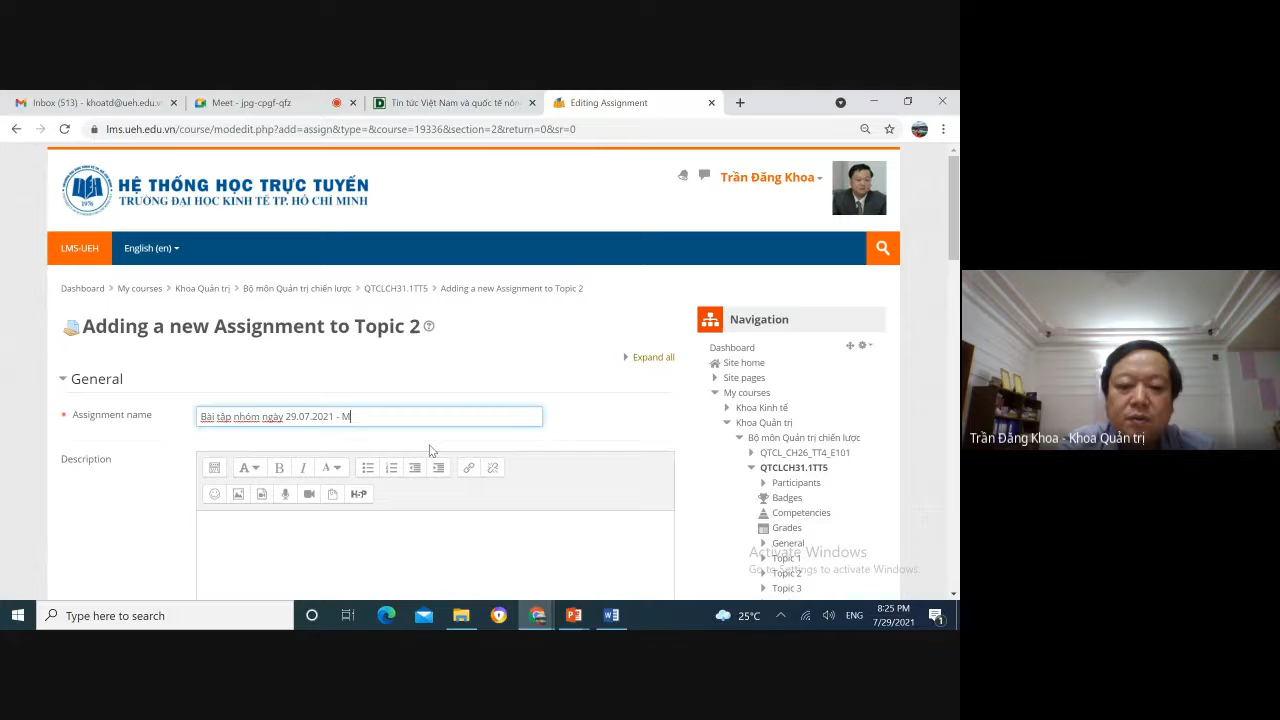 Inbox (513) - khoatd@ueh.edu.v
Meet - jpg-cpgf-qfz
Tin tức Việt Nam và quốc tế nón
Editing Assignment
lms.ueh.edu.vn/course/modedit.php?add=assign&type=&course=19336&section=2&return=0&sr=0
1976
HỆ THỐNG HỌC TRỰC TUYẾN
TRƯỜNG ĐẠI HỌC KINH TẾ TP. HỒ CHÍ MINH
Trần Đăng Khoa
LMS-UEH
English (en)
Dashboard
My courses
Khoa Quản trị
Bộ môn Quản trị chiến lược
QTCLCH31.1TT5
Adding a new Assignment to Topic 2
Adding a new Assignment to Topic 2
Expand all
General
Assignment name
Bài tập nhóm ngày 29.07.2021 - M
Description
A
B
I
A
H-P
Navigation
Dashboard
Site home
Site pages
My courses
Khoa Kinh tế
Khoa Quản trị
Bộ môn Quản trị chiến lược
QTCL_CH26_TT4_E101
QTCLCH31.1TT5
Participants
Badges
Competencies
Grades
General
Topic 1
Topic 2
Topic 3
Activate Windows
Go to Settings to activate Windows.
Type here to search
25°C
ENG
8:25 PM
7/29/2021
1
Trần Đăng Khoa - Khoa Quản trị